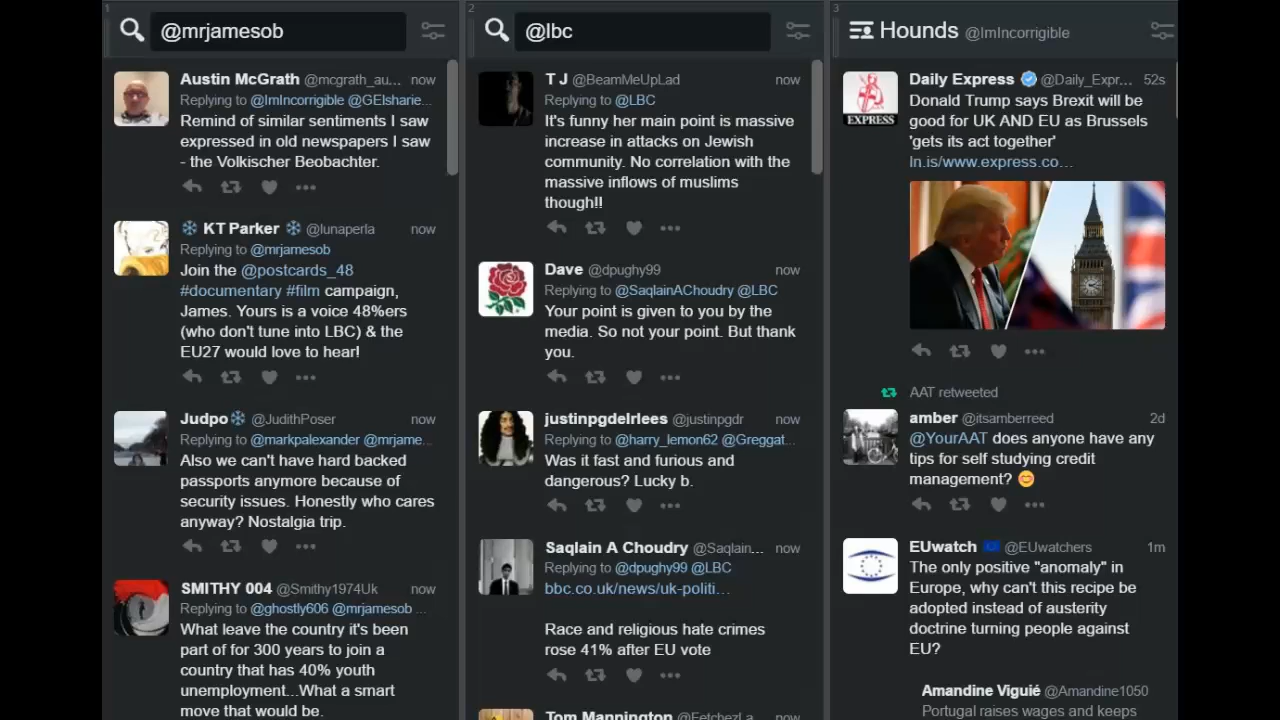 1
@mrjamesob
Austin McGrath @mcgrath_au... now
Replying to @ImIncorrigible @GElsharie...
Remind of similar sentiments I saw
expressed in old newspapers I saw
- the Volkischer Beobachter.
KT Parker @lunaperla now
Replying to @mrjamesob
Join the @postcards_48
#documentary #film campaign,
James. Yours is a voice 48%ers
(who don't tune into LBC) & the
EU27 would love to hear!
Judpo @JudithPoser now
Replying to @markpalexander @mrjame...
Also we can't have hard backed
passports anymore because of
security issues. Honestly who cares
anyway? Nostalgia trip.
SMITHY 004 @Smithy1974Uk now
Replying to @ghostly606 @mrjamesob ...
What leave the country it's been
part of for 300 years to join a
country that has 40% youth
unemployment...What a smart
move that would be.
2
@lbc
T J @BeamMeUpLad now
Replying to @LBC
It's funny her main point is massive
increase in attacks on Jewish
community. No correlation with the
massive inflows of muslims
though!!
Dave @dpughy99 now
Replying to @SaqlainAChoudry @LBC
Your point is given to you by the
media. So not your point. But thank
you.
justinpgdelrlees @justinpgdr now
Replying to @harry_lemon62 @Greggat...
Was it fast and furious and
dangerous? Lucky b.
Saqlain A Choudry @Saqlain... now
Replying to @dpughy99 @LBC
bbc.co.uk/news/uk-politi...
Race and religious hate crimes
rose 41% after EU vote
Tom Mannington @FetchezLa... now
3
Hounds @ImIncorrigible
Daily Express @Daily_Expr... 52s
EXPRESS
Donald Trump says Brexit will be
good for UK AND EU as Brussels
'gets its act together'
ln.is/www.express.co...
AAT retweeted
amber @itsamberreed 2d
@YourAAT does anyone have any
tips for self studying credit
management? 😊
EUwatch 🇪🇺 @EUwatchers 1m
The only positive "anomaly" in
Europe, why can't this recipe be
adopted instead of austerity
doctrine turning people against
EU?
Amandine Viguié @Amandine1050
Portugal raises wages and keeps